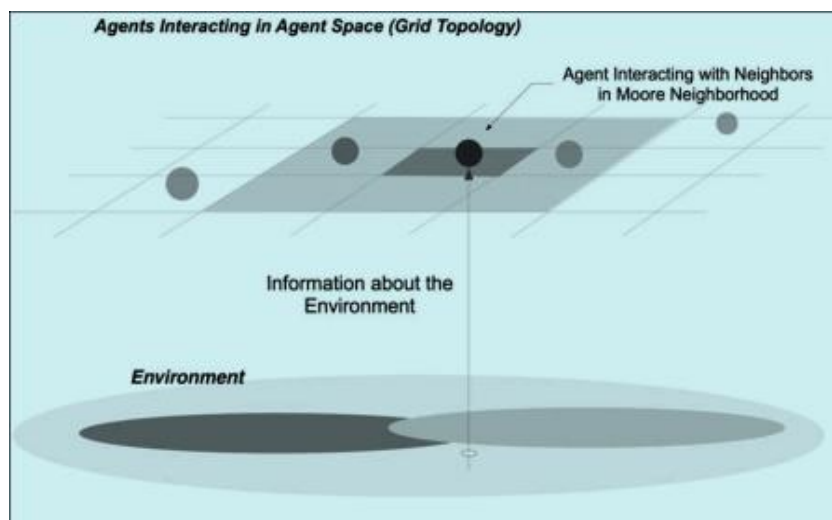 Agents Interacting in Agent Space (Grid Topology)
Agent Interacting with Neighbors
in Moore Neighborhood
Information about the
Environment
Environment